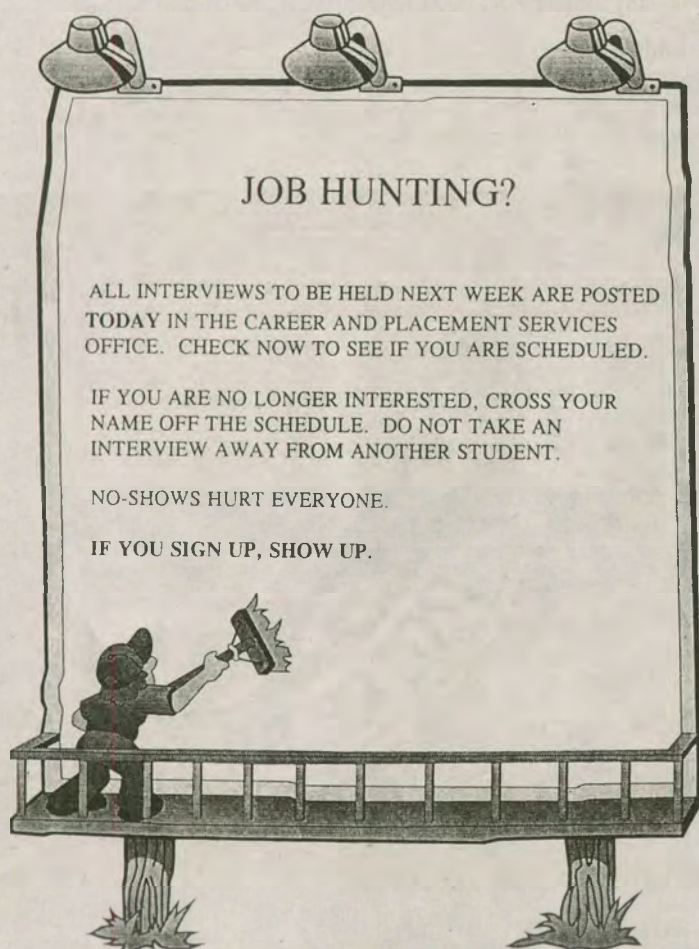 JOB HUNTING?
ALL INTERVIEWS TO BE HELD NEXT WEEK ARE POSTED
TODAY IN THE CAREER AND PLACEMENT SERVICES
OFFICE. CHECK NOW TO SEE IF YOU ARE SCHEDULED.
IF YOU ARE NO LONGER INTERESTED, CROSS YOUR
NAME OFF THE SCHEDULE. DO NOT TAKE AN
INTERVIEW AWAY FROM ANOTHER STUDENT.
NO-SHOWS HURT EVERYONE.
IF YOU SIGN UP, SHOW UP.